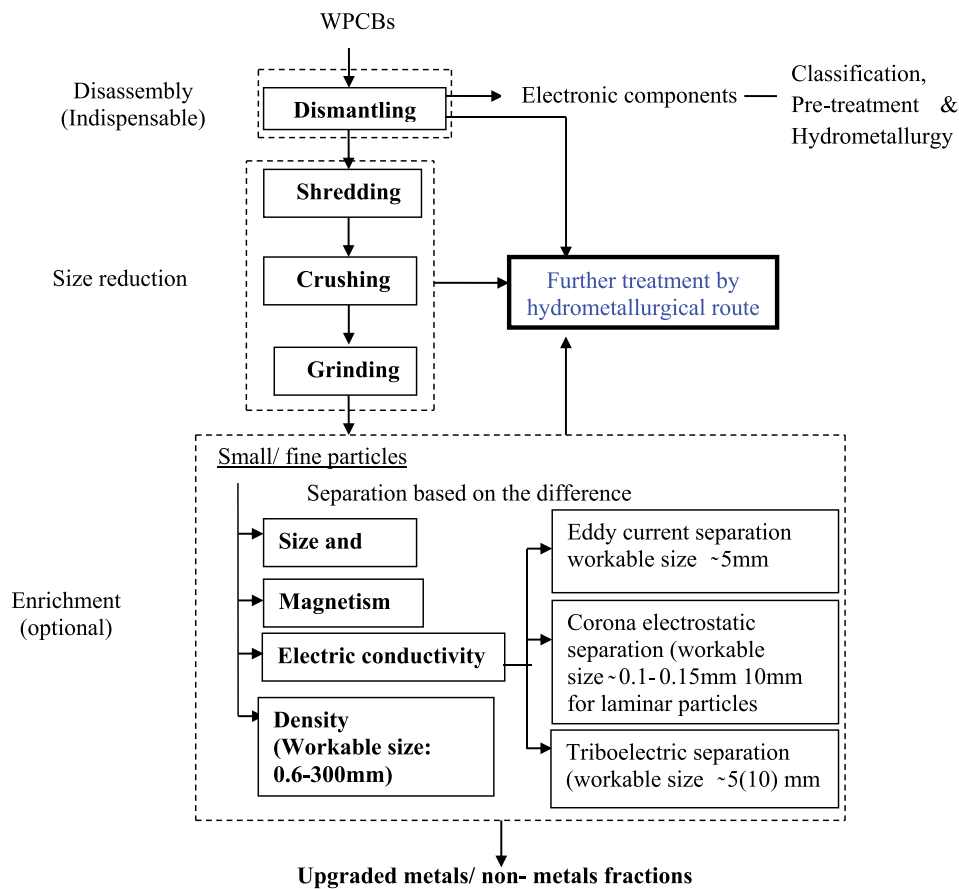 WPCBs
Disassembly
(Indispensable)
Dismantling
Electronic components
Classification,
Pre-treatment &
Hydrometallurgy
Shredding
Size reduction
Crushing
Further treatment by
hydrometallurgical route
Grinding
Small/ fine particles
Separation based on the difference
Size and
Magnetism
Electric conductivity
Density
(Workable size:
0.6-300mm)
Eddy current separation
workable size ~5mm
Corona electrostatic
separation (workable
size~0.1-0.15mm 10mm
for laminar particles
Triboelectric separation
(workable size ~5(10) mm
Enrichment
(optional)
Upgraded metals/ non- metals fractions